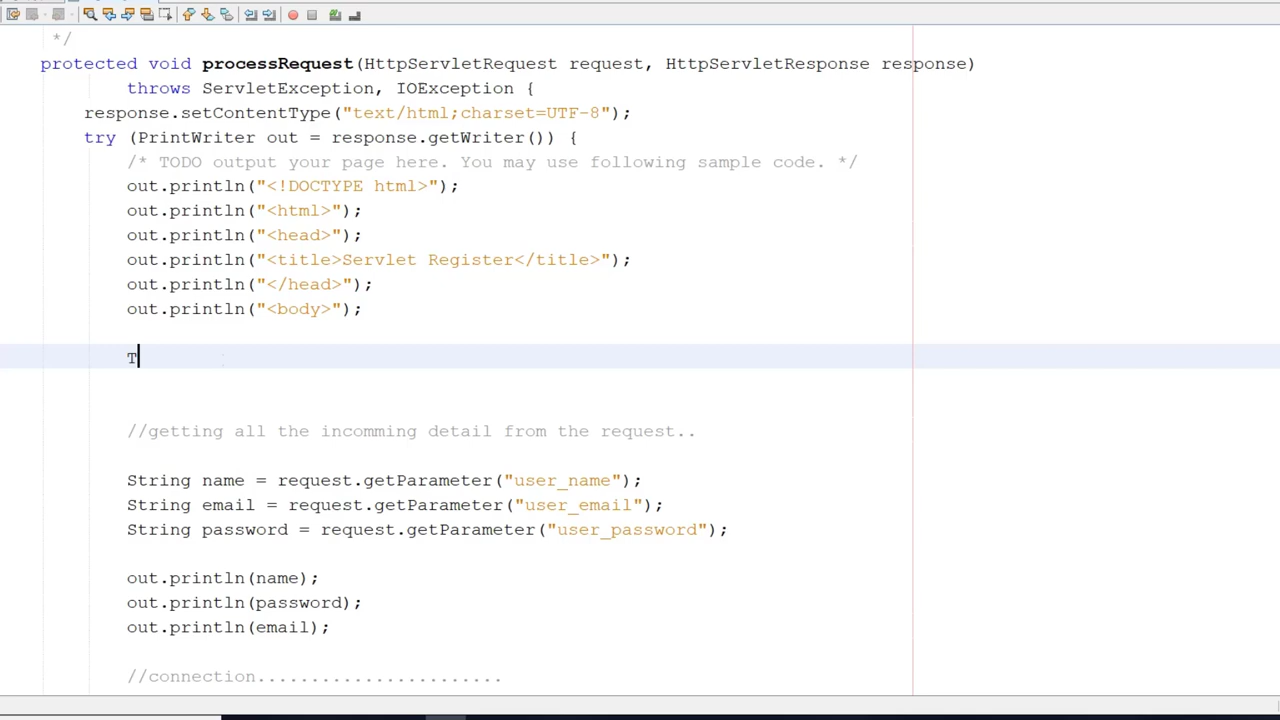 */
protected void processRequest(HttpServletRequest request, HttpServletResponse response)
throws ServletException, IOException {
response.setContentType("text/html;charset=UTF-8");
try (PrintWriter out = response.getWriter()) {
/* TODO output your page here. You may use following sample code. */
out.println("<!DOCTYPE html>");
out.println("<html>");
out.println("<head>");
out.println("<title>Servlet Register</title>");
out.println("</head>");
out.println("<body>");
T
//getting all the incomming detail from the request..
String name = request.getParameter("user_name");
String email = request.getParameter("user_email");
String password = request.getParameter("user_password");
out.println(name);
out.println(password);
out.println(email);
//connection.......................